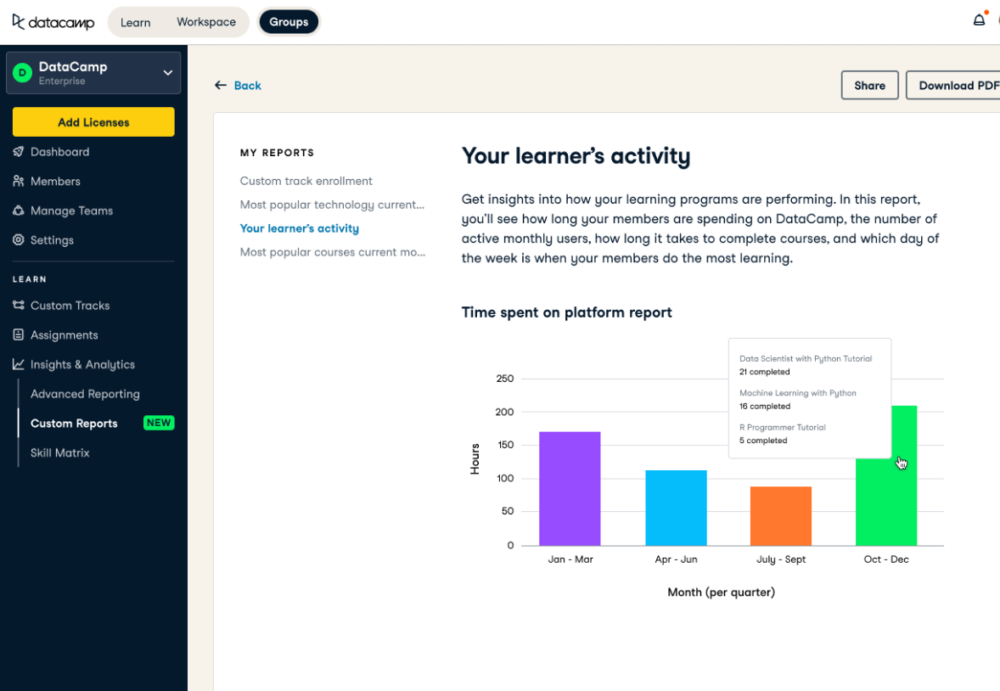 datacamp
Learn
Workspace
Groups
D
DataCamp
Enterprise
Add Licenses
Dashboard
Members
Manage Teams
Settings
LEARN
Custom Tracks
Assignments
Insights & Analytics
Advanced Reporting
Custom Reports NEW
Skill Matrix
Back
Share
Download PDF
MY REPORTS
Custom track enrollment
Most popular technology current...
Your learner’s activity
Most popular courses current mo...
Your learner’s activity
Get insights into how your learning programs are performing. In this report,
you'll see how long your members are spending on DataCamp, the number of
active monthly users, how long it takes to complete courses, and which day of
the week is when your members do the most learning.
Time spent on platform report
Data Scientist with Python Tutorial
21 completed
Machine Learning with Python
16 completed
R Programmer Tutorial
5 completed
Hours
250
200
150
100
50
0
Jan - Mar
Apr - Jun
July - Sept
Oct - Dec
Month (per quarter)